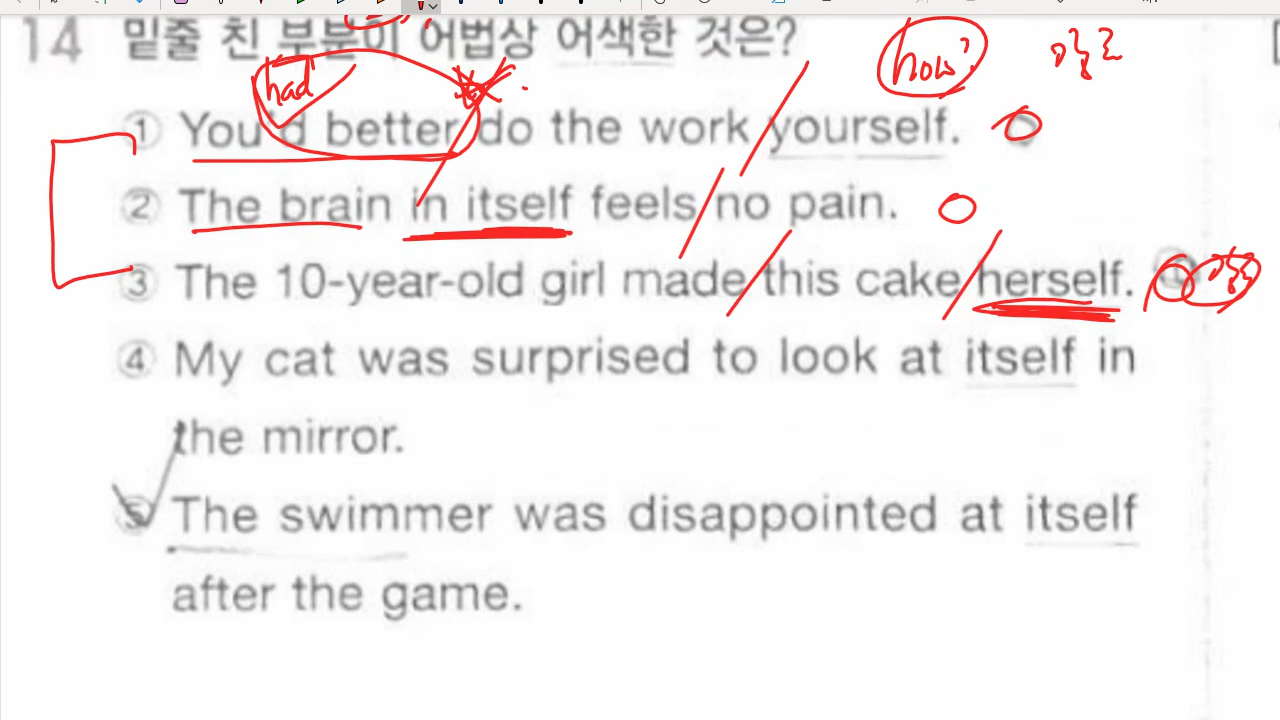 14 밑줄 친 부분이 어법상 어색한 것은?
how?
had
① You'd better do the work yourself.
② The brain in itself feels no pain.
③ The 10-year-old girl made this cake herself.
④ My cat was surprised to look at itself in
the mirror.
⑤ The swimmer was disappointed at itself
after the game.